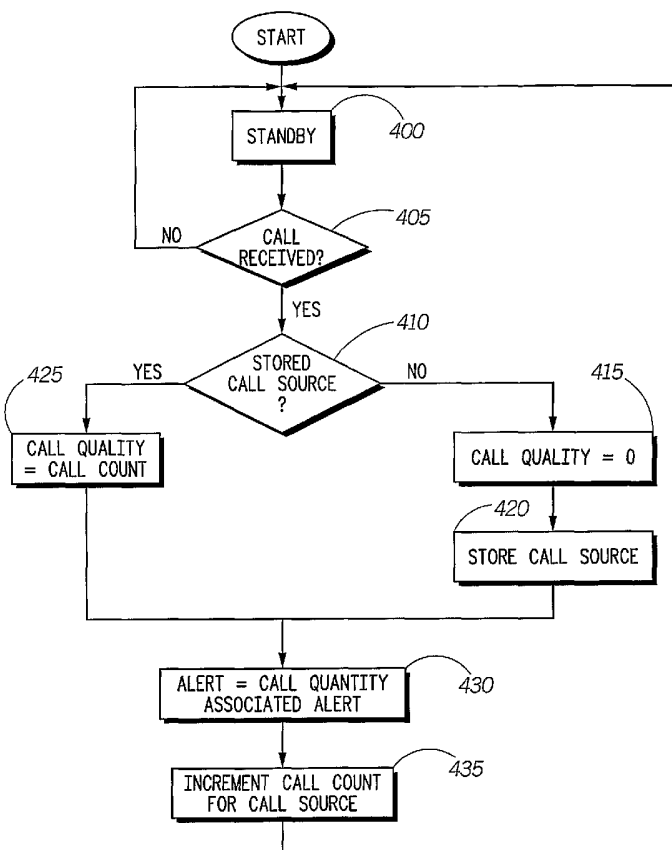 START
STANDBY
400
CALL
RECEIVED?
405
NO
YES
410
STORED
CALL SOURCE
?
YES
NO
425
CALL QUALITY
= CALL COUNT
415
CALL QUALITY = 0
420
STORE CALL SOURCE
ALERT = CALL QUANTITY
ASSOCIATED ALERT
430
INCREMENT CALL COUNT
FOR CALL SOURCE
435